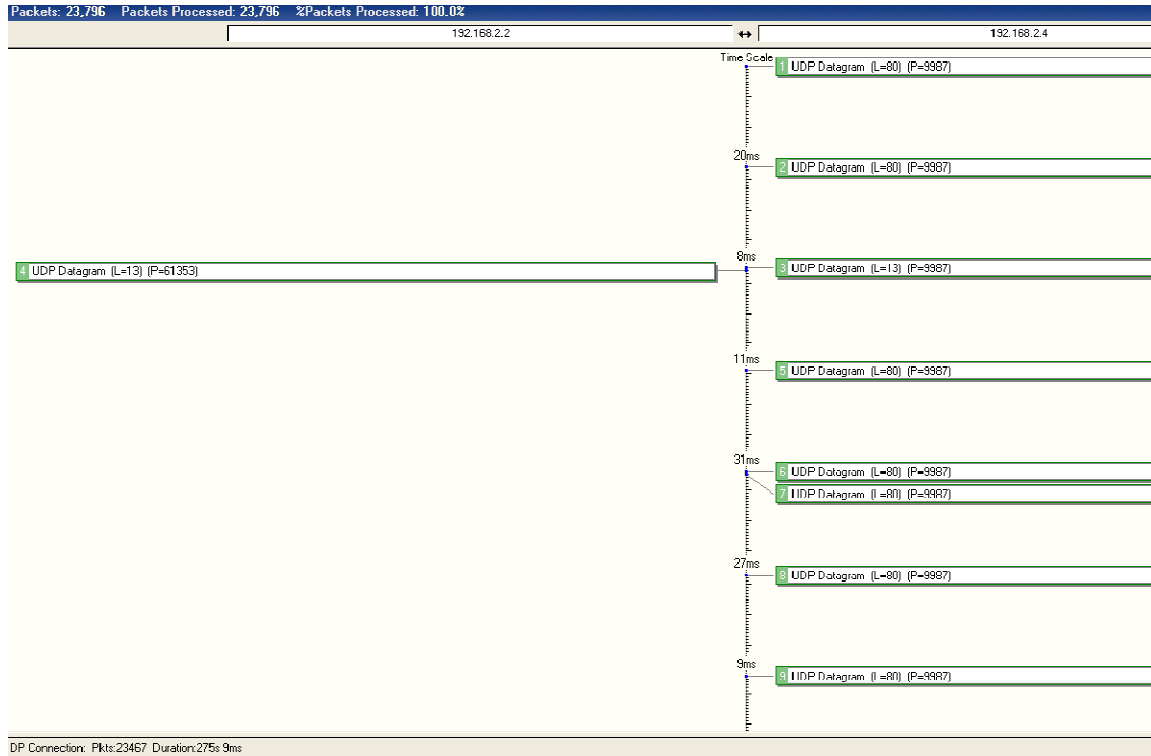 Packets: 23,796 Packets Processed: 23,796 %Packets Processed: 100.0%
192.168.2.2 192.168.2.4
Time Scale
1 UDP Datagram (L=80) (P=9987)
20ms
2 UDP Datagram (L=80) (P=9987)
8ms
4 UDP Datagram (L=13) (P=61353)
3 UDP Datagram (L=13) (P=9987)
11ms
5 UDP Datagram (L=80) (P=9987)
31ms
6 UDP Datagram (L=80) (P=9987)
7 UDP Datagram (L=80) (P=9987)
27ms
8 UDP Datagram (L=80) (P=9987)
9ms
9 UDP Datagram (L=80) (P=9987)
DP Connection: Pkts:23467 Duration:275s 9ms